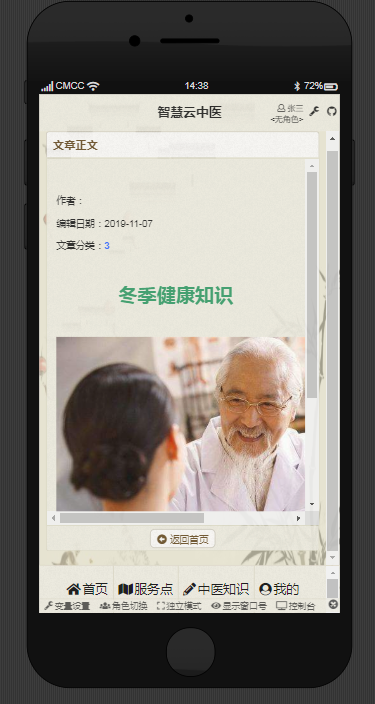 CMCC 14:38 72%
智慧云中医
张三
<无角色>
文章正文
作者：
编辑日期：2019-11-07
文章分类：3
冬季健康知识
返回首页
首页 服务点 中医知识 我的
变量设置 角色切换 独立模式 显示窗口号 控制台